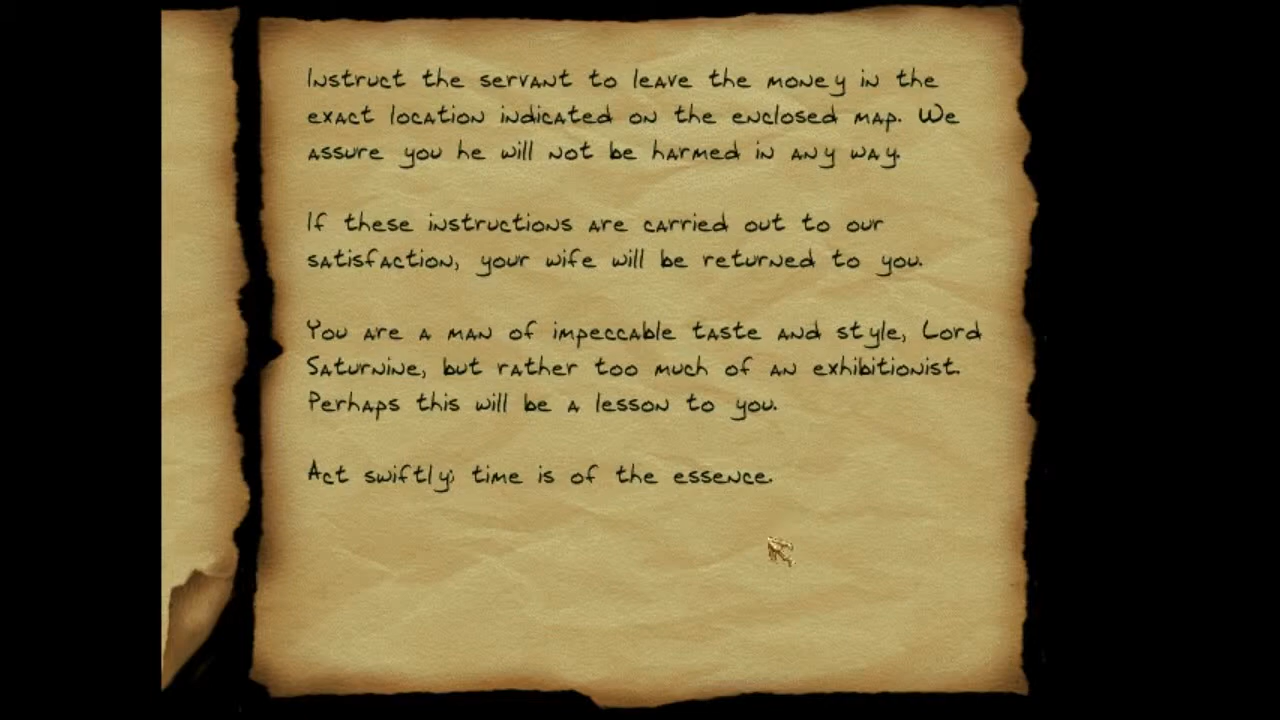 Instruct the servant to leave the money in the
exact location indicated on the enclosed map. We
assure you he will not be harmed in any way.
If these instructions are carried out to our
satisfaction, your wife will be returned to you.
You are a man of impeccable taste and style, Lord
Saturnine, but rather too much of an exhibitionist.
Perhaps this will be a lesson to you.
Act swiftly; time is of the essence.